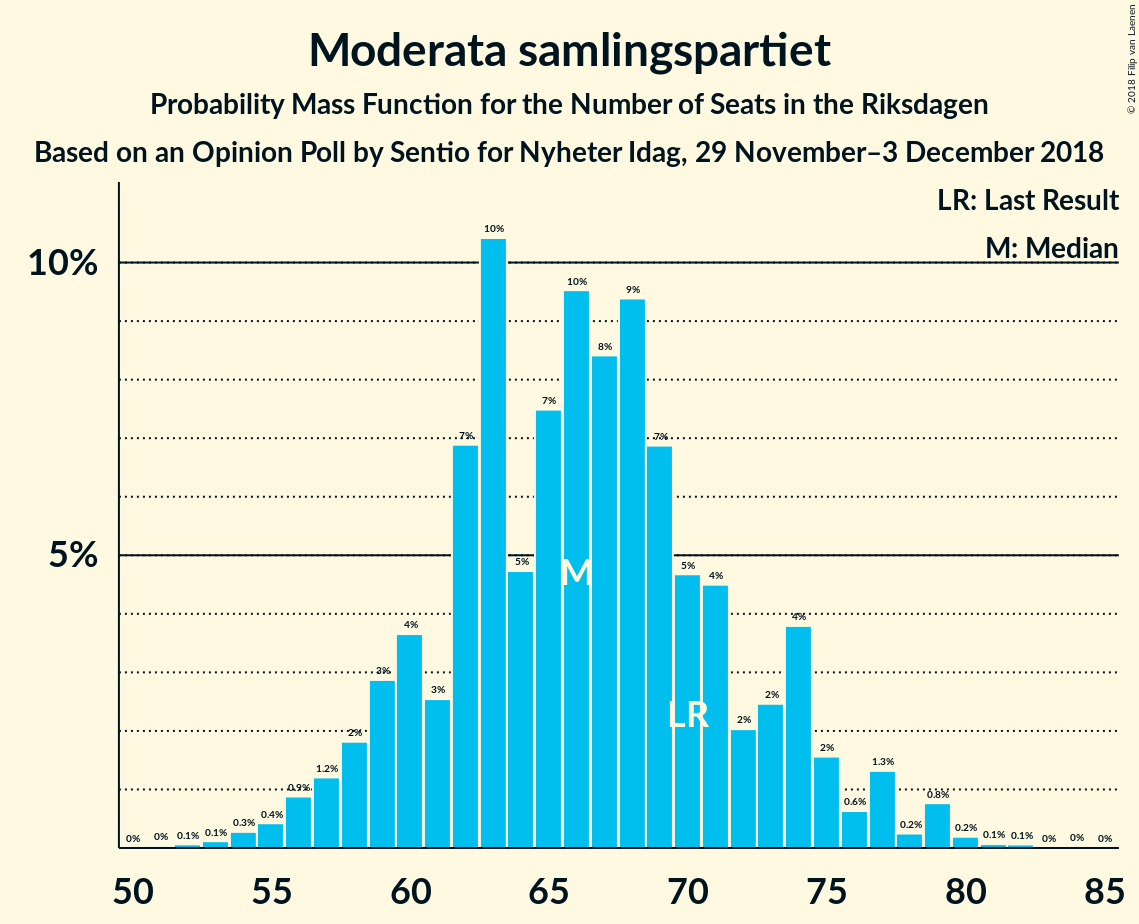 Moderata samlingspartiet
Probability Mass Function for the Number of Seats in the Riksdagen
Based on an Opinion Poll by Sentio for Nyheter Idag, 29 November–3 December 2018
© 2018 Filip van Laenen
LR: Last Result
M: Median
10%
5%
0% 0% 0.1% 0.1% 0.3% 0.4% 0.9% 1.2% 2% 3% 4% 3% 7% 10% 5% 7% 10% 8% 9% 7% 5% 4% 2% 2% 4% 2% 0.6% 1.3% 0.2% 0.8% 0.2% 0.1% 0.1% 0% 0% 0%
M
LR
50 55 60 65 70 75 80 85